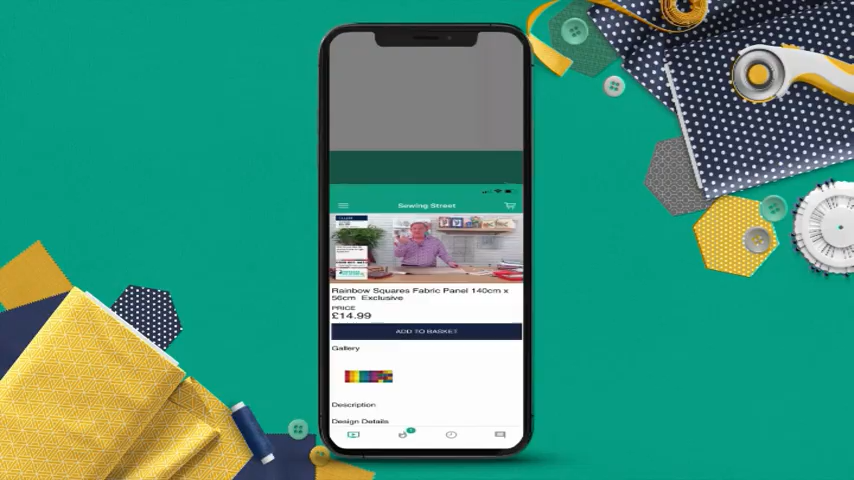 Sewing Street
Rainbow Squares Fabric Panel 140cm x
56cm  Exclusive
PRICE
£14.99
ADD TO BASKET
Gallery
Description
Design Details
1